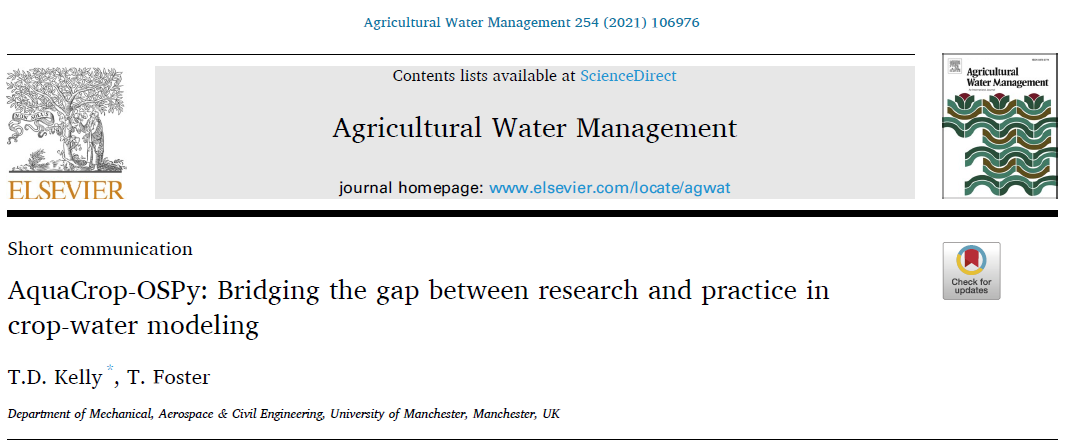 Agricultural Water Management 254 (2021) 106976
Contents lists available at ScienceDirect
Agricultural Water Management
journal homepage: www.elsevier.com/locate/agwat
ELSEVIER
Agricultural
Water Management
Short communication
Check for
updates
AquaCrop-OSPy: Bridging the gap between research and practice in
crop-water modeling
T.D. Kelly *, T. Foster
Department of Mechanical, Aerospace & Civil Engineering, University of Manchester, Manchester, UK